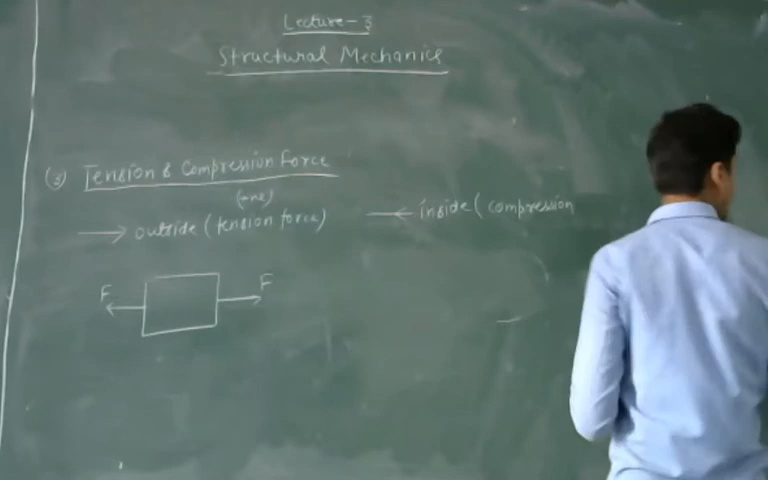 Lecture-3
Structural Mechanics
(3) Tension & Compression Force
(+ve)
→ outside (tension force) ← inside ( compression
F F